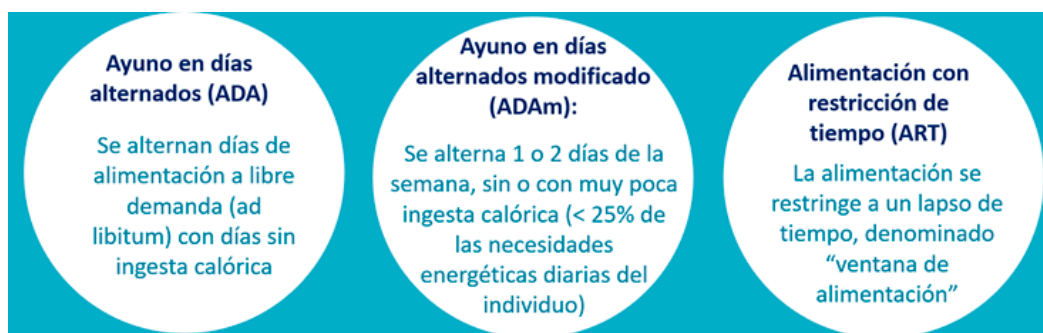 Ayuno en días
alternados (ADA)
Se alternan días de
alimentación a libre
demanda (ad
libitum) con días sin
ingesta calórica
Ayuno en días
alternados modificado
(ADAm):
Se alterna 1 o 2 días de la
semana, sin o con muy poca
ingesta calórica (< 25% de
las necesidades
energéticas diarias del
individuo)
Alimentación con
restricción de
tiempo (ART)
La alimentación se
restringe a un lapso de
tiempo, denominado
“ventana de
alimentación”